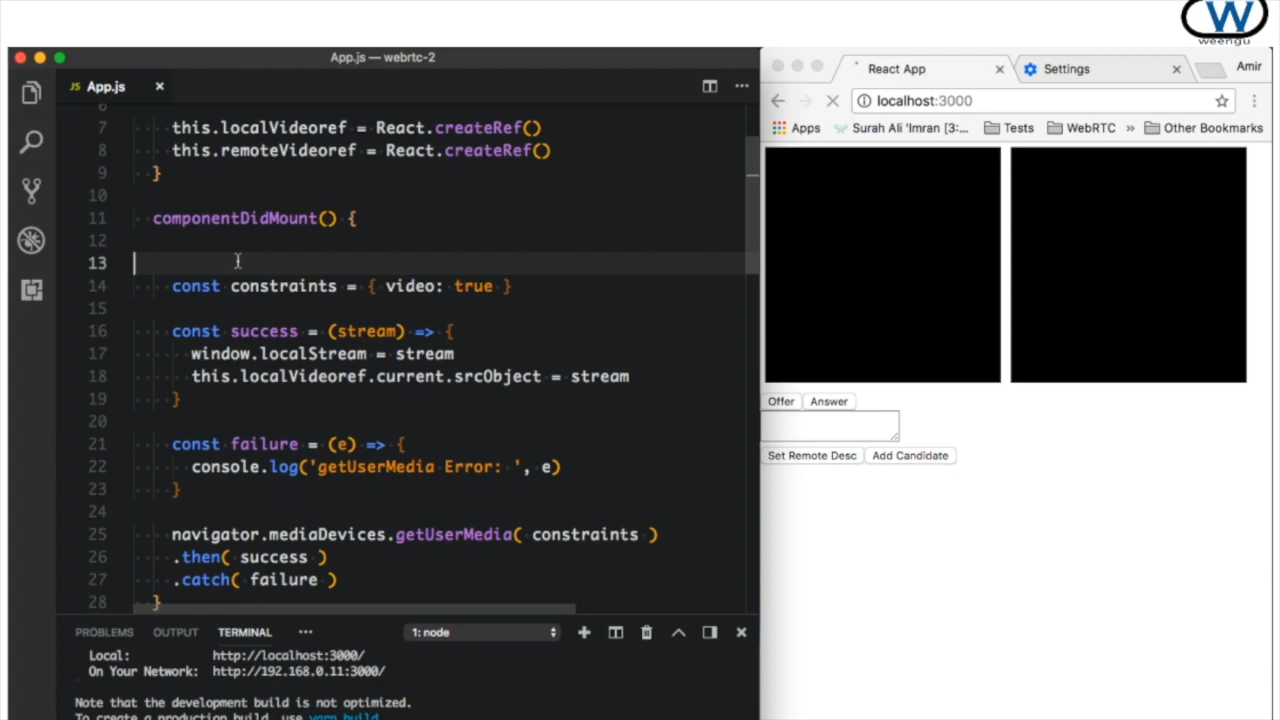 W
weengu
App.js — webrtc-2
JS App.js
6
7 this.localVideoref = React.createRef()
8 this.remoteVideoref = React.createRef()
9 }
10
11 componentDidMount() {
12
13
14 const constraints = { video: true }
15
16 const success = (stream) => {
17 window.localStream = stream
18 this.localVideoref.current.srcObject = stream
19 }
20
21 const failure = (e) => {
22 console.log('getUserMedia Error: ', e)
23 }
24
25 navigator.mediaDevices.getUserMedia( constraints )
26 .then( success )
27 .catch( failure )
28 }
PROBLEMS OUTPUT TERMINAL ••• 1: node
Local: http://localhost:3000/
On Your Network: http://192.168.0.11:3000/
Note that the development build is not optimized.
To create a production build, use yarn build.
React App Settings Amir
localhost:3000
Apps Surah Ali 'Imran [3:... Tests WebRTC » Other Bookmarks
Offer Answer
Set Remote Desc Add Candidate